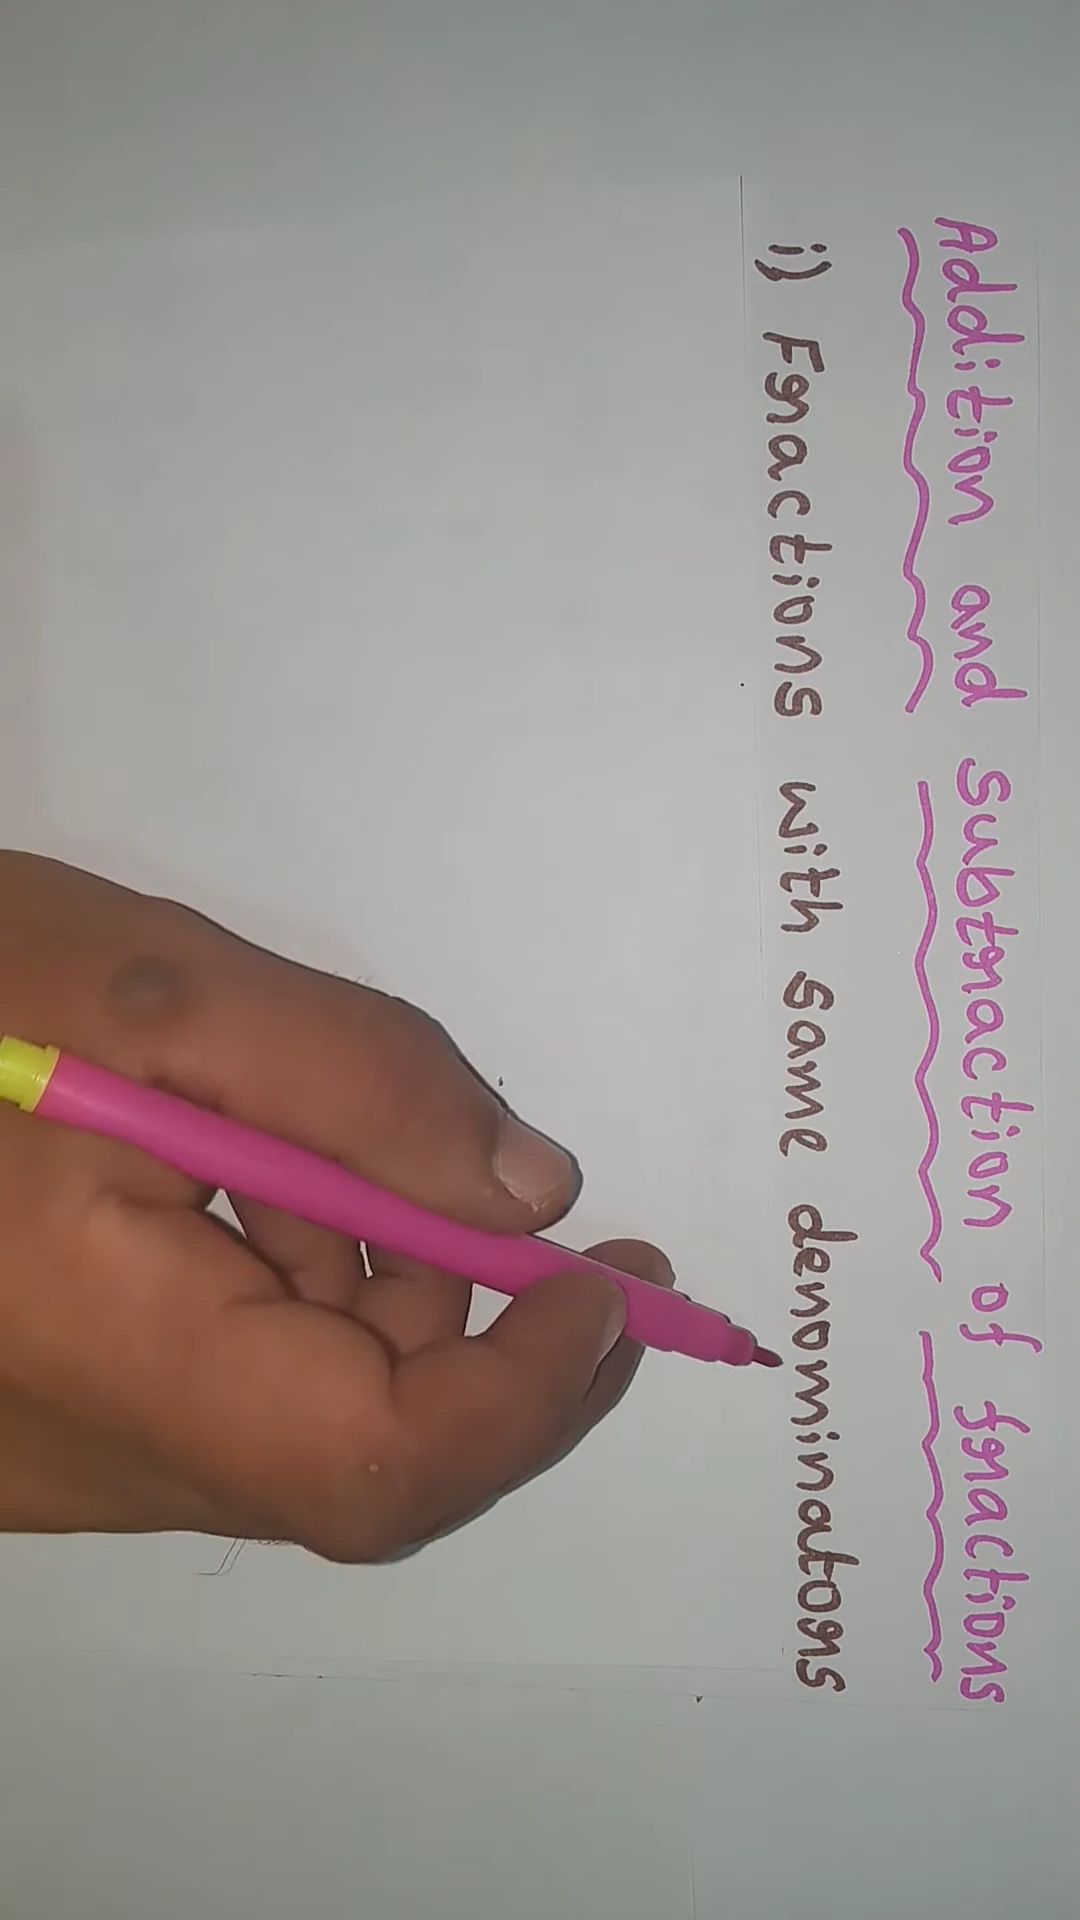 Addition and subtraction of fractions
i) Fractions with same denominators